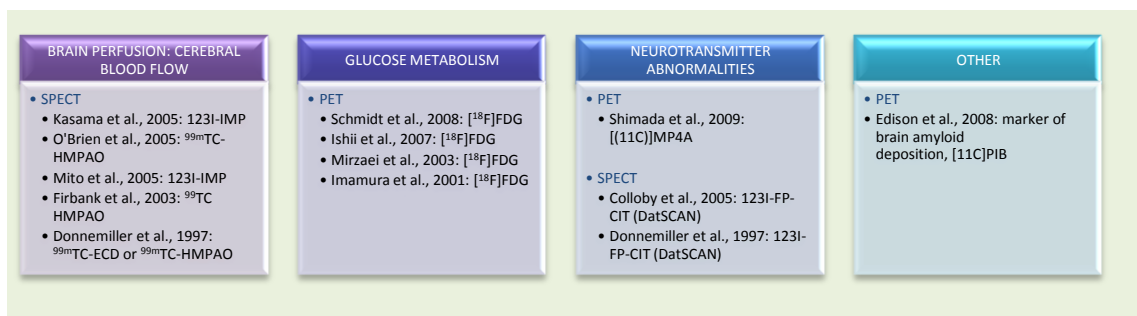 BRAIN PERFUSION: CEREBRAL
BLOOD FLOW
• SPECT
• Kasama et al., 2005: 123I-IMP
• O'Brien et al., 2005: ⁹⁹ᵐTC-
HMPAO
• Mito et al., 2005: 123I-IMP
• Firbank et al., 2003: ⁹⁹TC
HMPAO
• Donnemiller et al., 1997:
⁹⁹ᵐTC-ECD or ⁹⁹ᵐTC-HMPAO
GLUCOSE METABOLISM
• PET
• Schmidt et al., 2008: [¹⁸F]FDG
• Ishii et al., 2007: [¹⁸F]FDG
• Mirzaei et al., 2003: [¹⁸F]FDG
• Imamura et al., 2001: [¹⁸F]FDG
NEUROTRANSMITTER
ABNORMALITIES
• PET
• Shimada et al., 2009:
[(11C)]MP4A
• SPECT
• Colloby et al., 2005: 123I-FP-
CIT (DatSCAN)
• Donnemiller et al., 1997: 123I-
FP-CIT (DatSCAN)
OTHER
• PET
• Edison et al., 2008: marker of
brain amyloid
deposition, [11C]PIB